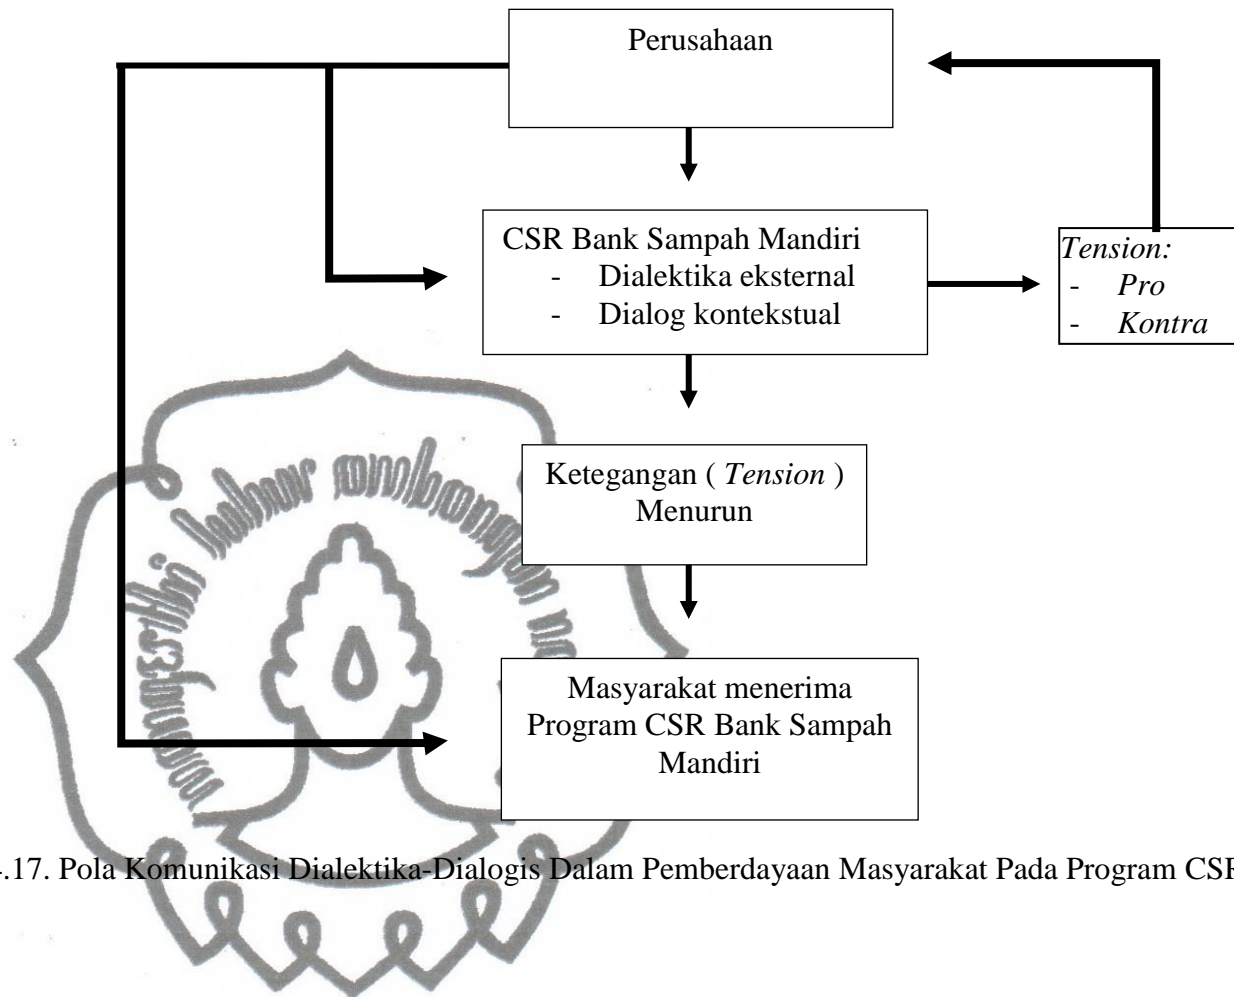 Perusahaan
CSR Bank Sampah Mandiri
- Dialektika eksternal
- Dialog kontekstual
Tension:
- Pro
- Kontra
Ketegangan ( Tension )
Menurun
Masyarakat menerima
Program CSR Bank Sampah
Mandiri
.17. Pola Komunikasi Dialektika-Dialogis Dalam Pemberdayaan Masyarakat Pada Program CSR